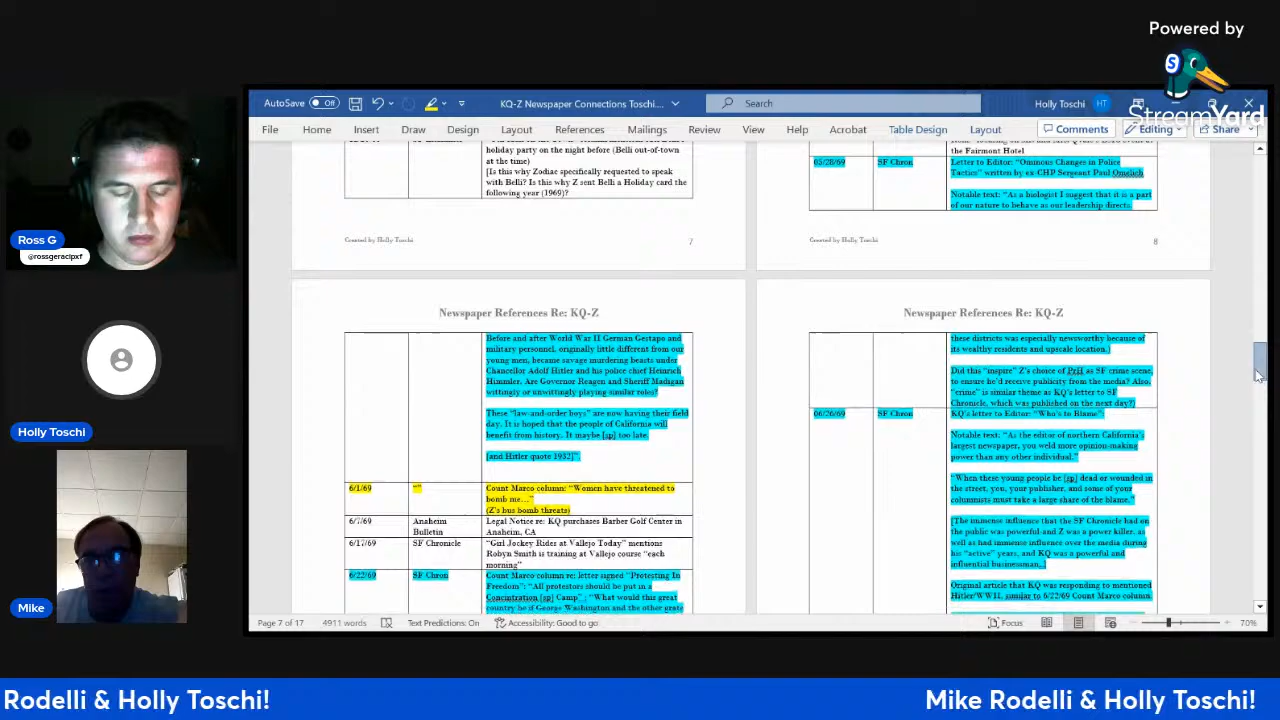 Powered by
StreamYard
AutoSave Off
KQ-Z Newspaper Connections Toschi....
Search
Holly Toschi
HT
File Home Insert Draw Design Layout References Mailings Review View Help Acrobat Table Design Layout
Comments
Editing
Share
holiday party on the night before (Belli out-of-town
at the time)
[Is this why Zodiac specifically requested to speak
with Belli? Is this why Z sent Belli a Holiday card the
following year (1969)?
Created by Holly Toschi 7
the Fairmont Hotel
05/28/69 SF Chron Letter to Editor: "Ominous Changes in Police
Tactics" written by ex-CHP Sergeant Paul Omelich
Notable text: "As a biologist I suggest that it is a part
of our nature to behave as our leadership directs.
Created by Holly Toschi 8
Newspaper References Re: KQ-Z
Before and after World War II German Gestapo and
military personnel, originally little different from our
young men, became savage murdering beasts under
Chancellor Adolf Hitler and his police chief Heinrich
Himmler. Are Governor Reagen and Sheriff Madigan
wittingly or unwittingly playing similar roles?
These "law-and-order boys" are now having their field
day. It is hoped that the people of California will
benefit from history. It maybe [sp] too late.
[and Hitler quote 1932]".
6/1/69 "" Count Marco column: "Women have threatened to
bomb me..."
(Z's bus bomb threats)
6/7/69 Anaheim Bulletin Legal Notice re: KQ purchases Barber Golf Center in
Anaheim, CA
6/17/69 SF Chronicle "Girl Jockey Rider at Vallejo Today" mentions
Robyn Smith is training at Vallejo course "each
morning"
6/22/69 SF Chron Count Marco column re: letter signed "Protesting In
Freedom": "All protestors should be put in a
Concintration [sp] Camp" ; "What would this great
country be if George Washington and the other grate
Newspaper References Re: KQ-Z
these districts was especially newsworthy because of
its wealthy residents and upscale location.)
Did this "inspire" Z's choice of PrH as SF crime scene,
to ensure he'd receive publicity from the media? Also,
"crime" is similar theme as KQ's letter to SF
Chronicle, which was published on the next day?)
06/26/69 SF Chron KQ's letter to Editor: "Who's to Blame":
Notable text: "As the editor of northern California's
largest newspaper, you weld more opinion-making
power than any other individual."
"When there young people be [sp] dead or wounded in
the street, you, your publisher, and some of your
columnists must take a large share of the blame."
[The immense influence that the SF Chronicle had on
the public was powerful-and Z was a power killer, as
well as had immense influence over the media during
his "active" years, and KQ was a powerful and
influential businessman.]
Original article that KQ was responding to mentioned
Hitler/WWII, similar to 6/22/69 Count Marco column.
Page 7 of 17 4911 words Text Predictions: On Accessibility: Good to go
Focus
70%
Ross G
@rossgeracipxf
Holly Toschi
Mike
Rodelli & Holly Toschi!
Mike Rodelli & Holly Toschi!